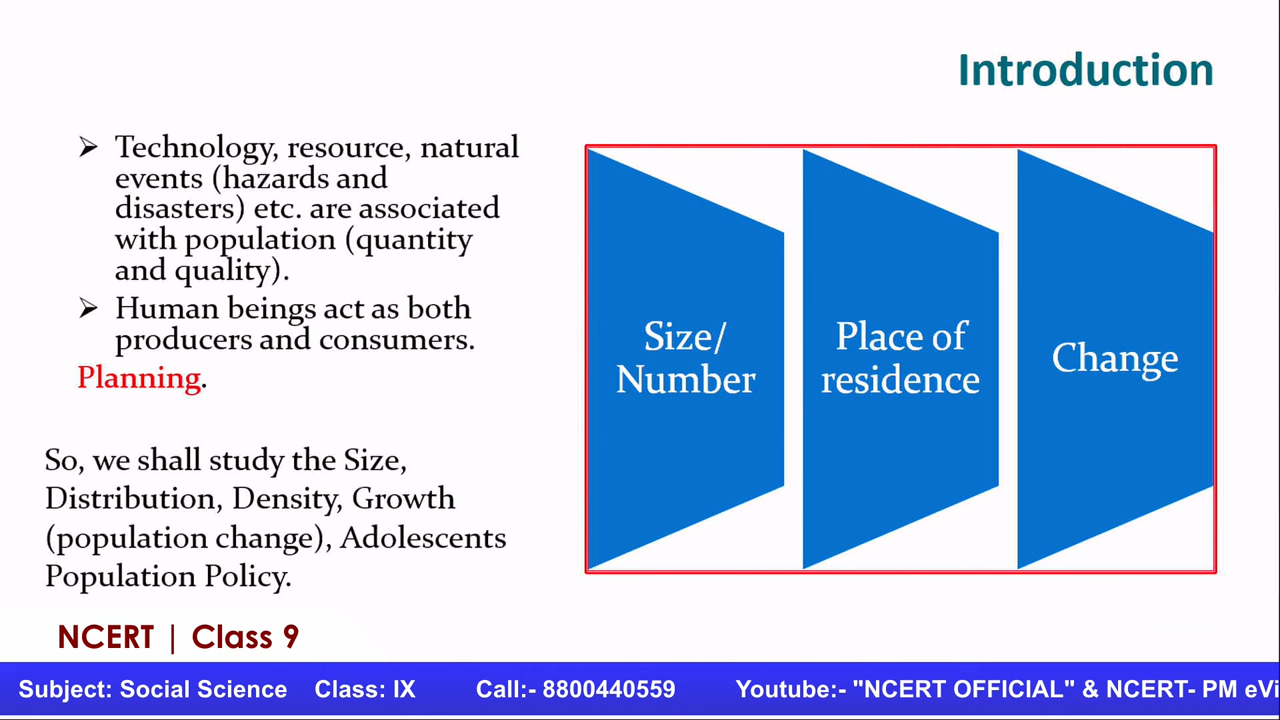 Introduction
➢ Technology, resource, natural
events (hazards and
disasters) etc. are associated
with population (quantity
and quality).
➢ Human beings act as both
producers and consumers.
Planning.
So, we shall study the Size,
Distribution, Density, Growth
(population change), Adolescents
Population Policy.
Size/
Number
Place of
residence
Change
NCERT | Class 9
Subject: Social Science Class: IX Call:- 8800440559 Youtube:- "NCERT OFFICIAL" & NCERT- PM eVi